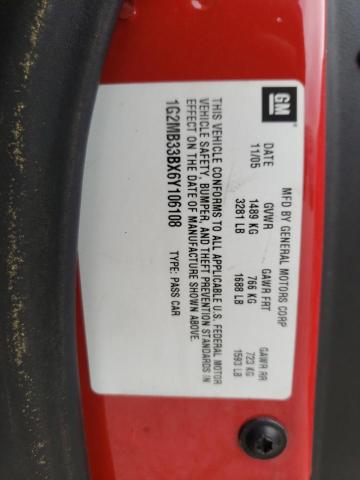 GM
MFD BY GENERAL MOTORS CORP
DATE GVWR GAWR FRT GAWR RR
11/05 1489 KG 766 KG 723 KG
3281 LB 1688 LB 1593 LB
THIS VEHICLE CONFORMS TO ALL APPLICABLE U.S. FEDERAL MOTOR
VEHICLE SAFETY, BUMPER, AND THEFT PREVENTION STANDARDS IN
EFFECT ON THE DATE OF MANUFACTURE SHOWN ABOVE.
1G2MB33BX6Y106108 TYPE: PASS CAR